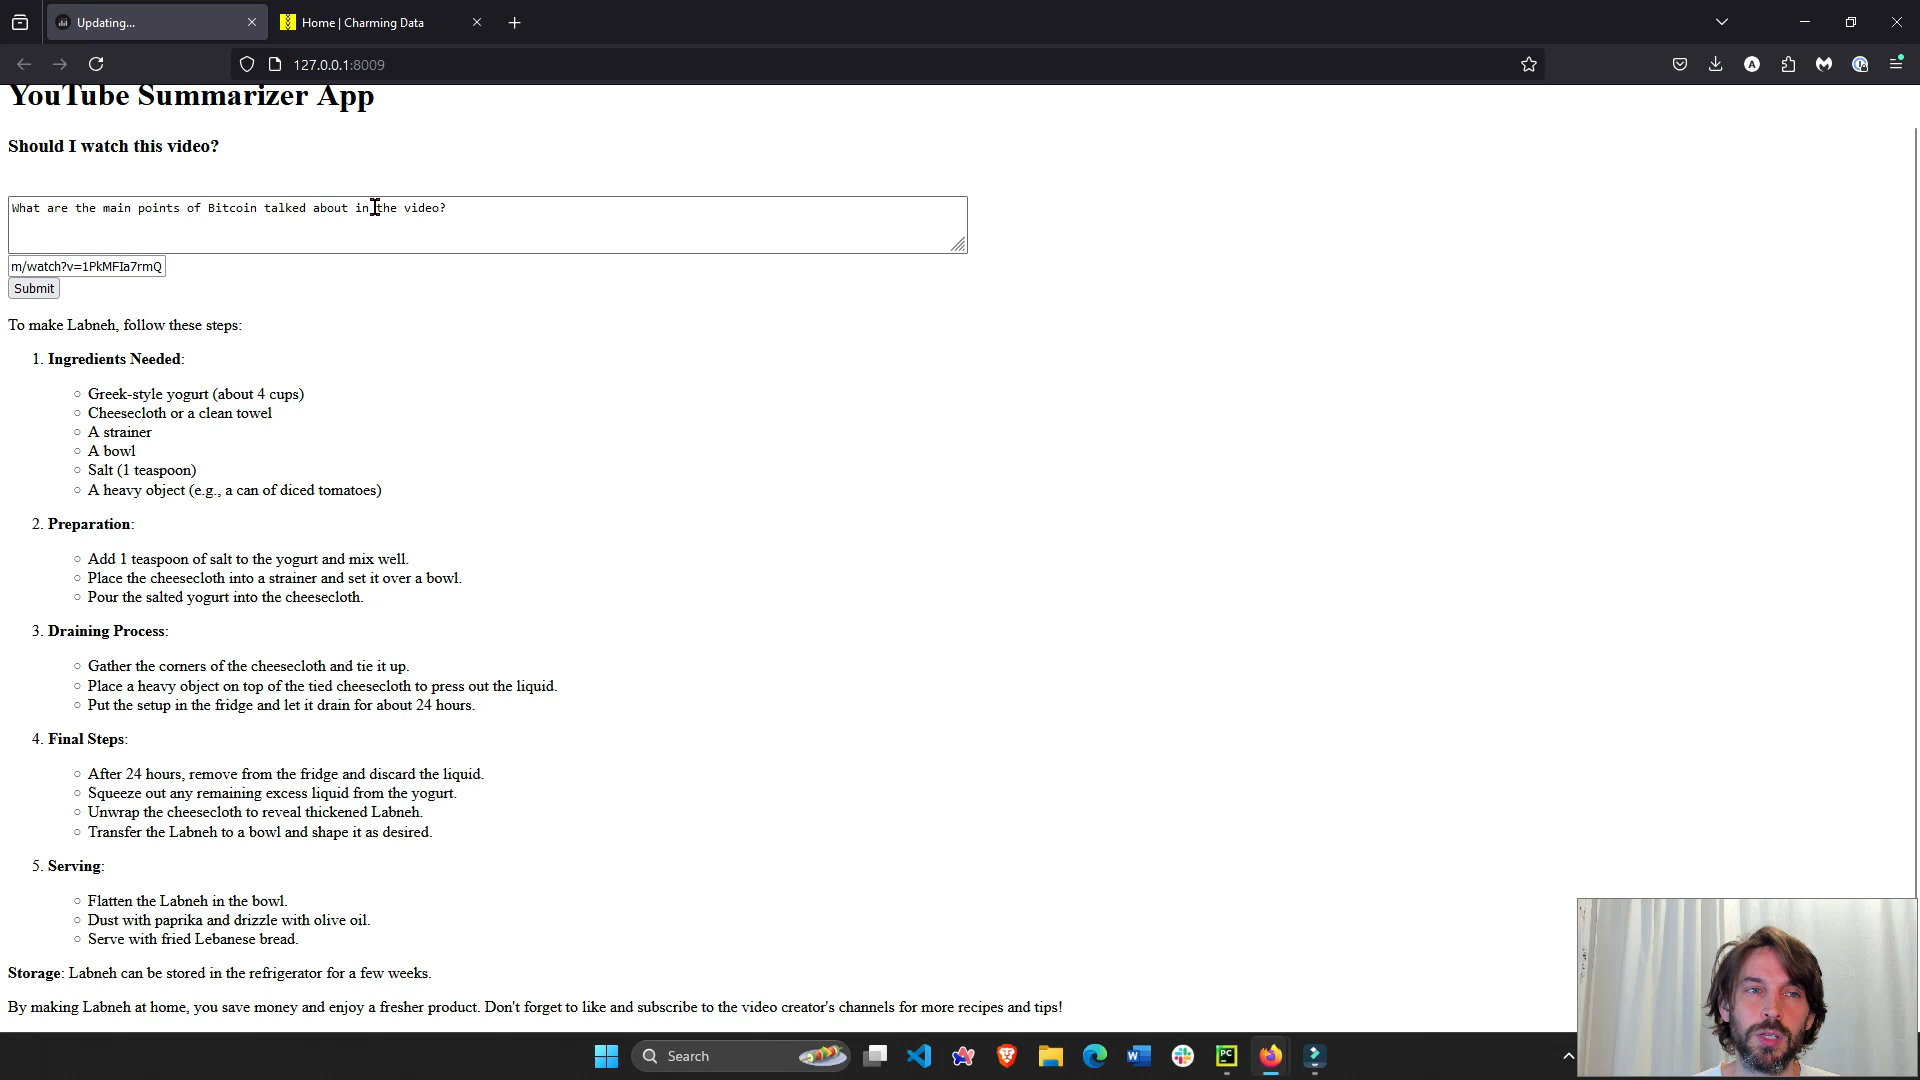 Updating...
Home | Charming Data
127.0.0.1:8009
YouTube Summarizer App
Should I watch this video?
What are the main points of Bitcoin talked about in the video?
m/watch?v=1PkMFIa7rmQ
Submit
To make Labneh, follow these steps:
1. Ingredients Needed:
○ Greek-style yogurt (about 4 cups)
○ Cheesecloth or a clean towel
○ A strainer
○ A bowl
○ Salt (1 teaspoon)
○ A heavy object (e.g., a can of diced tomatoes)
2. Preparation:
○ Add 1 teaspoon of salt to the yogurt and mix well.
○ Place the cheesecloth into a strainer and set it over a bowl.
○ Pour the salted yogurt into the cheesecloth.
3. Draining Process:
○ Gather the corners of the cheesecloth and tie it up.
○ Place a heavy object on top of the tied cheesecloth to press out the liquid.
○ Put the setup in the fridge and let it drain for about 24 hours.
4. Final Steps:
○ After 24 hours, remove from the fridge and discard the liquid.
○ Squeeze out any remaining excess liquid from the yogurt.
○ Unwrap the cheesecloth to reveal thickened Labneh.
○ Transfer the Labneh to a bowl and shape it as desired.
5. Serving:
○ Flatten the Labneh in the bowl.
○ Dust with paprika and drizzle with olive oil.
○ Serve with fried Lebanese bread.
Storage: Labneh can be stored in the refrigerator for a few weeks.
By making Labneh at home, you save money and enjoy a fresher product. Don't forget to like and subscribe to the video creator's channels for more recipes and tips!
Search